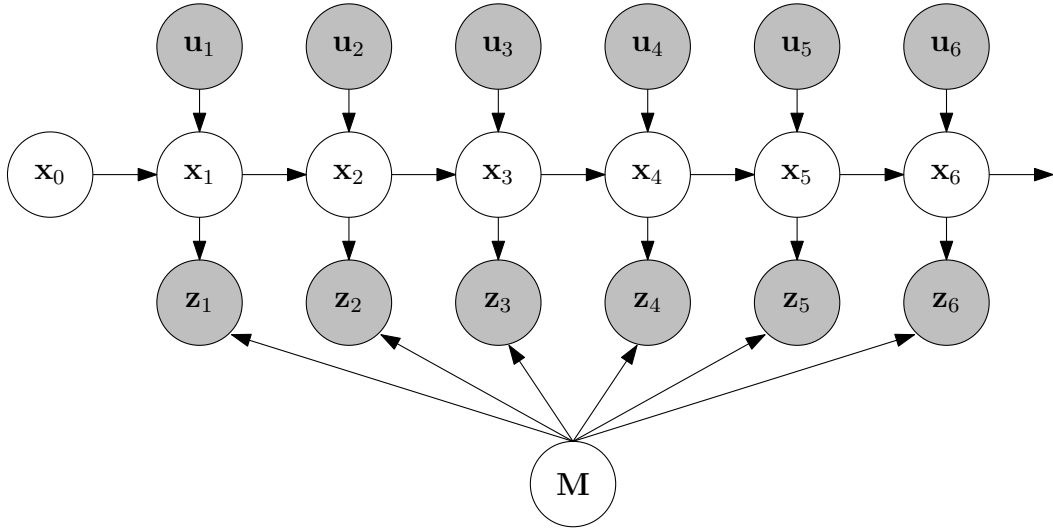 u₁ u₂ u₃ u₄ u₅ u₆
x₀ x₁ x₂ x₃ x₄ x₅ x₆
z₁ z₂ z₃ z₄ z₅ z₆
M